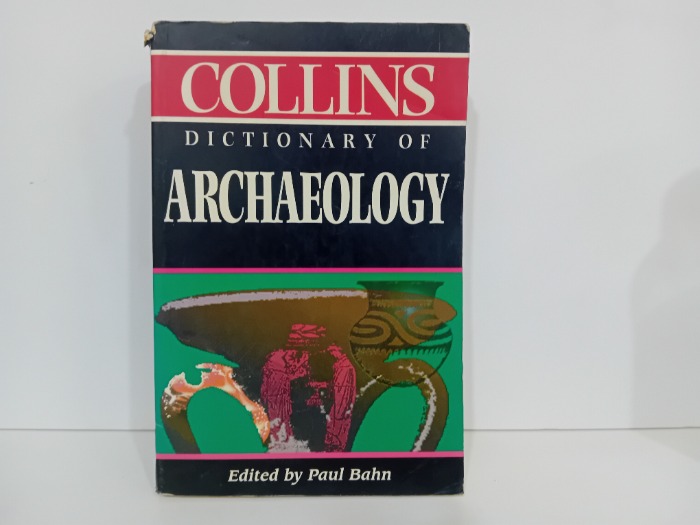 COLLINS
DICTIONARY OF
ARCHAEOLOGY
Edited by Paul Bahn